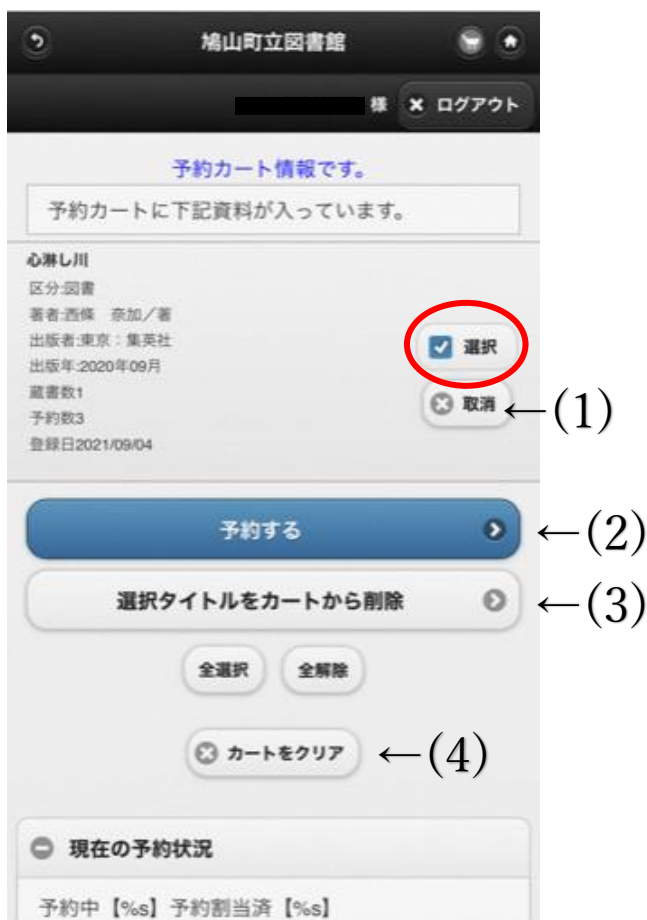 鳩山町立図書館
様 ログアウト
予約カート情報です。
予約カートに下記資料が入っています。
心淋し川
区分:図書
著者:西條 奈加/著
出版者:東京:集英社
出版年:2020年09月
蔵書数1
予約数3
登録日2021/09/04
選択
取消 ←(1)
予約する ←(2)
選択タイトルをカートから削除 ←(3)
全選択 全解除
カートをクリア ←(4)
現在の予約状況
予約中【%s】予約割当済【%s】